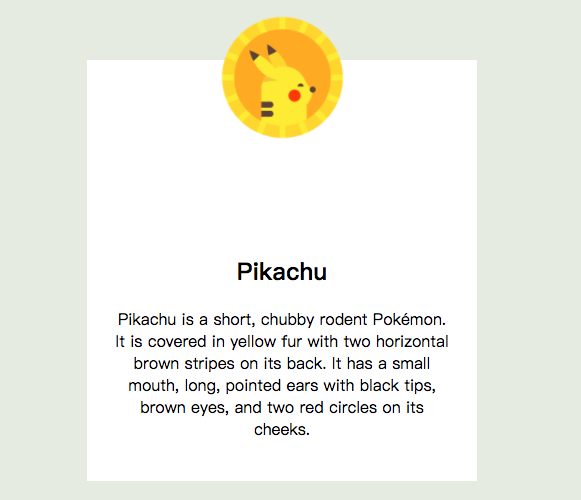 Pikachu
Pikachu is a short, chubby rodent Pokémon.
It is covered in yellow fur with two horizontal
brown stripes on its back. It has a small
mouth, long, pointed ears with black tips,
brown eyes, and two red circles on its
cheeks.